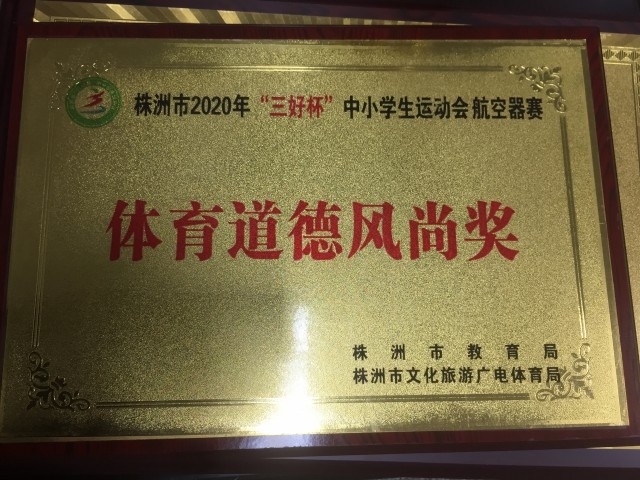 株洲市2020年“三好杯”中小学生运动会航空器赛
体育道德风尚奖
株洲市教育局
株洲市文化旅游广电体育局